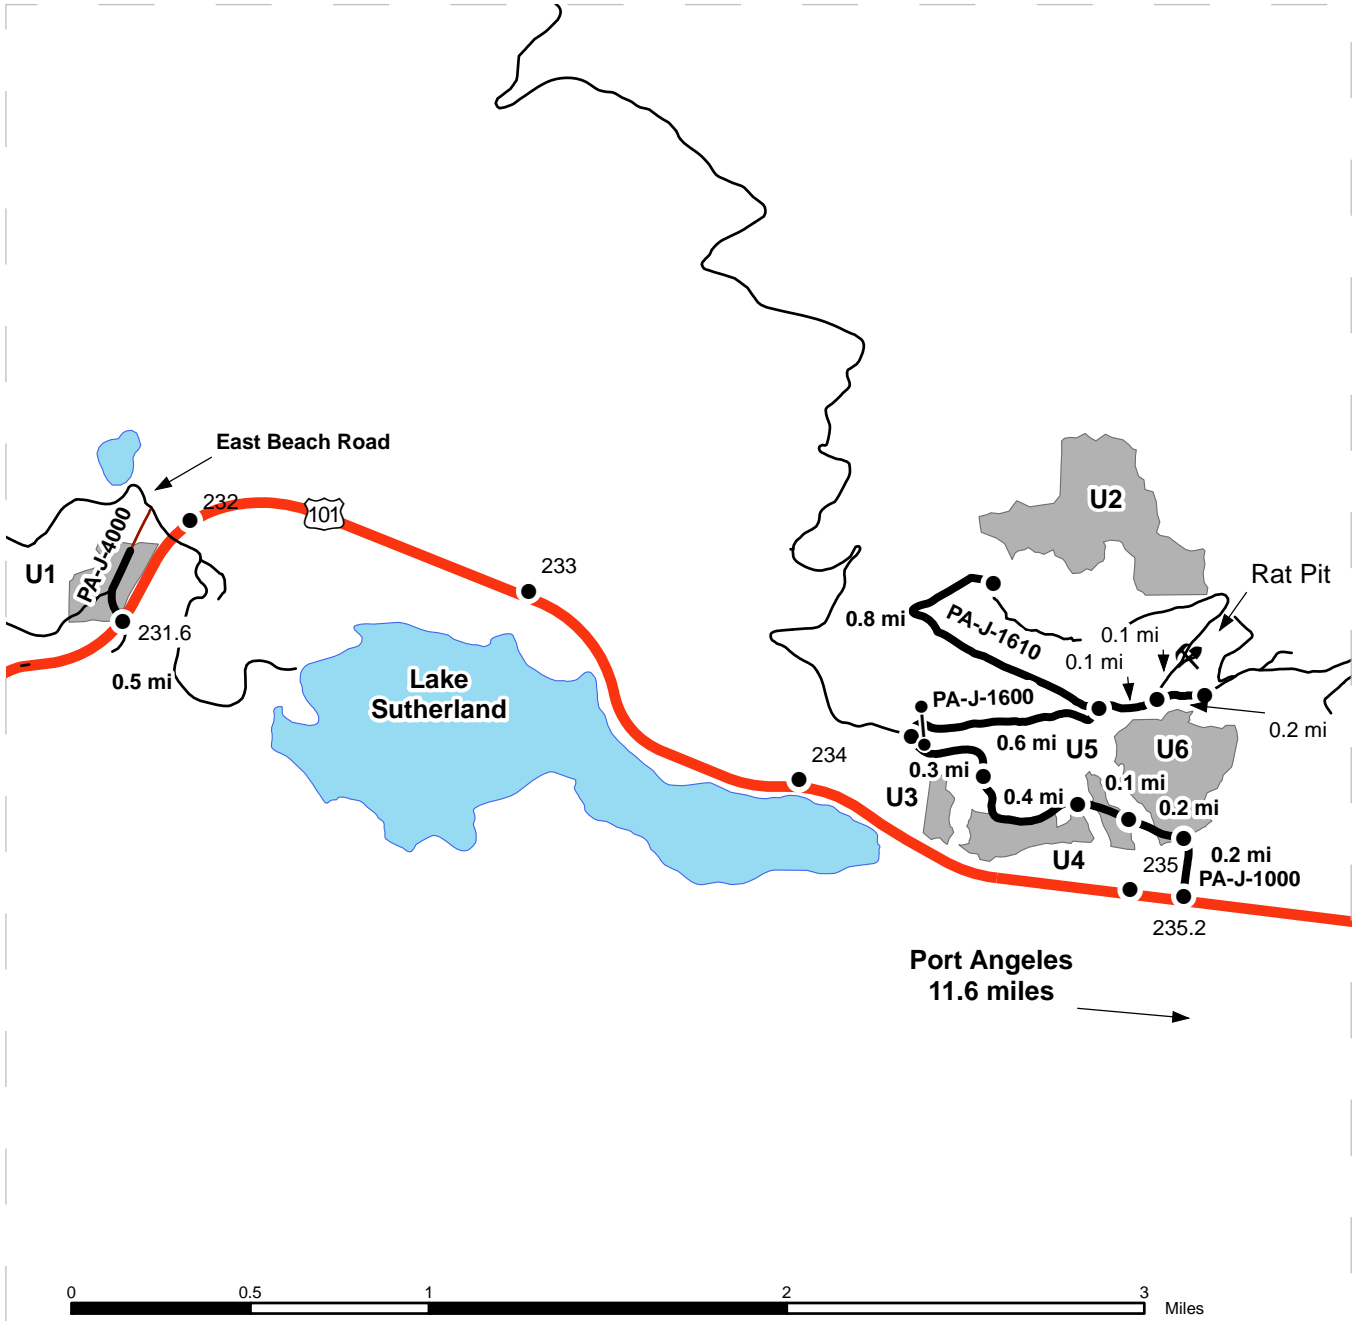 East Beach Road
232
101
PA-J-4000
U1
231.6
0.5 mi
233
Lake
Sutherland
234
U2
Rat Pit
0.8 mi
PA-J-1610
0.1 mi
0.1 mi
PA-J-1600
0.2 mi
0.6 mi
U5
U6
0.3 mi
U3
0.1 mi
0.4 mi
0.2 mi
U4
235
0.2 mi
PA-J-1000
235.2
Port Angeles
11.6 miles
0
0.5
1
2
3
Miles